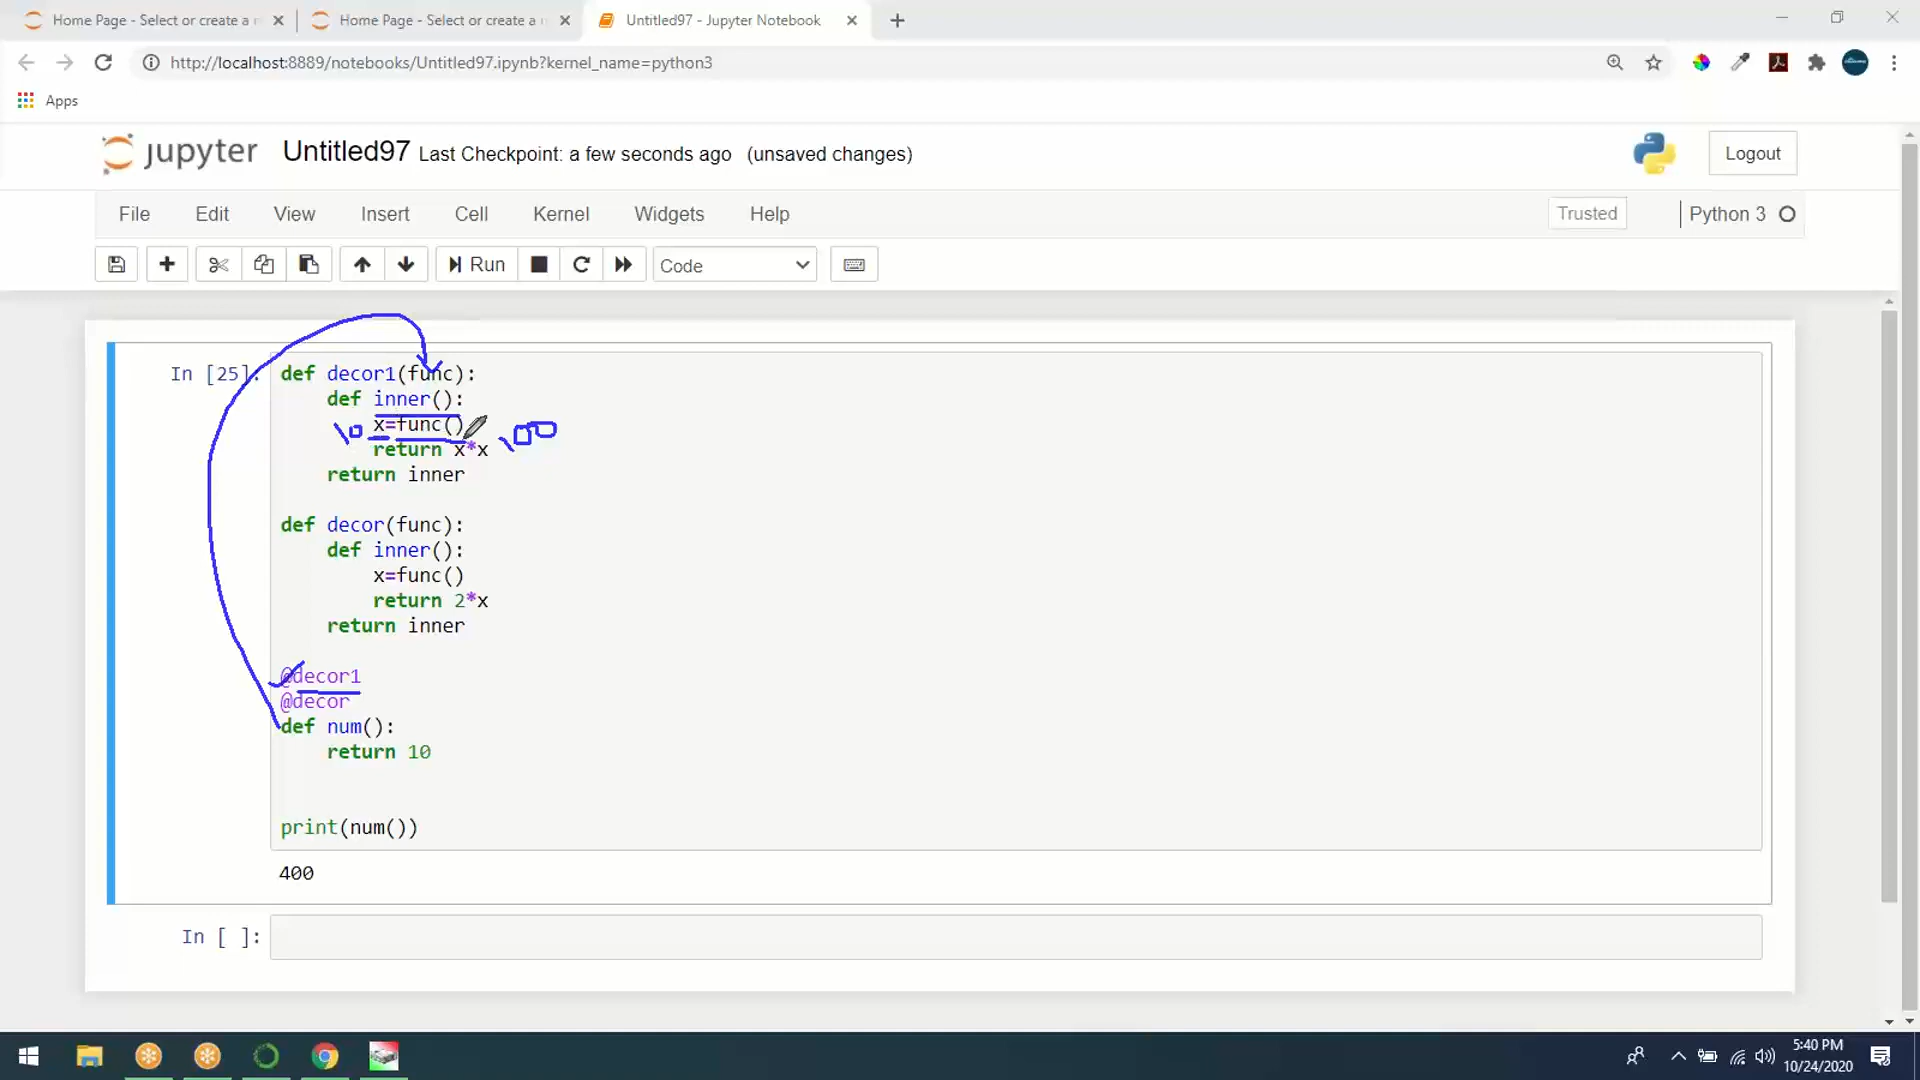 Home Page - Select or create a n
Home Page - Select or create a n
Untitled97 - Jupyter Notebook
http://localhost:8889/notebooks/Untitled97.ipynb?kernel_name=python3
Apps
jupyter Untitled97 Last Checkpoint: a few seconds ago (unsaved changes)
Logout
File Edit View Insert Cell Kernel Widgets Help
Trusted Python 3
Run Code
In [25]: def decor1(func):
def inner():
10 x=func() 100
return x*x
return inner
def decor(func):
def inner():
x=func()
return 2*x
return inner
@decor1
@decor
def num():
return 10
print(num())
400
In [ ]:
5:40 PM
10/24/2020